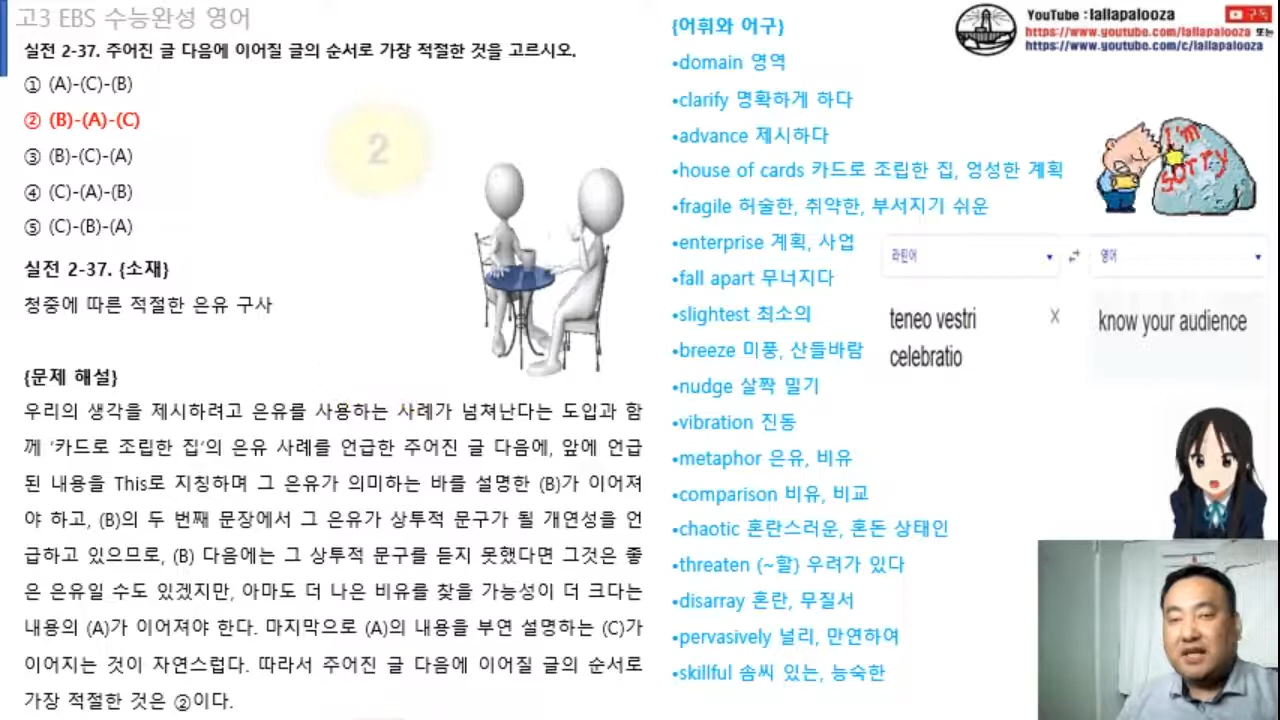 고3 EBS 수능완성 영어
실전 2-37. 주어진 글 다음에 이어질 글의 순서로 가장 적절한 것을 고르시오.
① (A)-(C)-(B)
② (B)-(A)-(C)
③ (B)-(C)-(A)
④ (C)-(A)-(B)
⑤ (C)-(B)-(A)
2
실전 2-37. {소재}
청중에 따른 적절한 은유 구사
{문제 해설}
우리의 생각을 제시하려고 은유를 사용하는 사례가 넘쳐난다는 도입과 함
께 '카드로 조립한 집'의 은유 사례를 언급한 주어진 글 다음에, 앞에 언급
된 내용을 This로 지칭하며 그 은유가 의미하는 바를 설명한 (B)가 이어져
야 하고, (B)의 두 번째 문장에서 그 은유가 상투적 문구가 될 개연성을 언
급하고 있으므로, (B) 다음에는 그 상투적 문구를 듣지 못했다면 그것은 좋
은 은유일 수도 있겠지만, 아마도 더 나은 비유를 찾을 가능성이 더 크다는
내용의 (A)가 이어져야 한다. 마지막으로 (A)의 내용을 부연 설명하는 (C)가
이어지는 것이 자연스럽다. 따라서 주어진 글 다음에 이어질 글의 순서로
가장 적절한 것은 ②이다.
{어휘와 어구}
•domain 영역
•clarify 명확하게 하다
•advance 제시하다
•house of cards 카드로 조립한 집, 엉성한 계획
•fragile 허술한, 취약한, 부서지기 쉬운
•enterprise 계획, 사업
•fall apart 무너지다
•slightest 최소의
•breeze 미풍, 산들바람
•nudge 살짝 밀기
•vibration 진동
•metaphor 은유, 비유
•comparison 비유, 비교
•chaotic 혼란스러운, 혼돈 상태인
•threaten (~할) 우려가 있다
•disarray 혼란, 무질서
•pervasively 널리, 만연하여
•skillful 솜씨 있는, 능숙한
YouTube : lallapalooza
구독
https://www.youtube.com/lallapalooza 또는
https://www.youtube.com/c/lallapalooza
I'm
sorry
라틴어
영어
teneo vestri
celebratio
X
know your audience